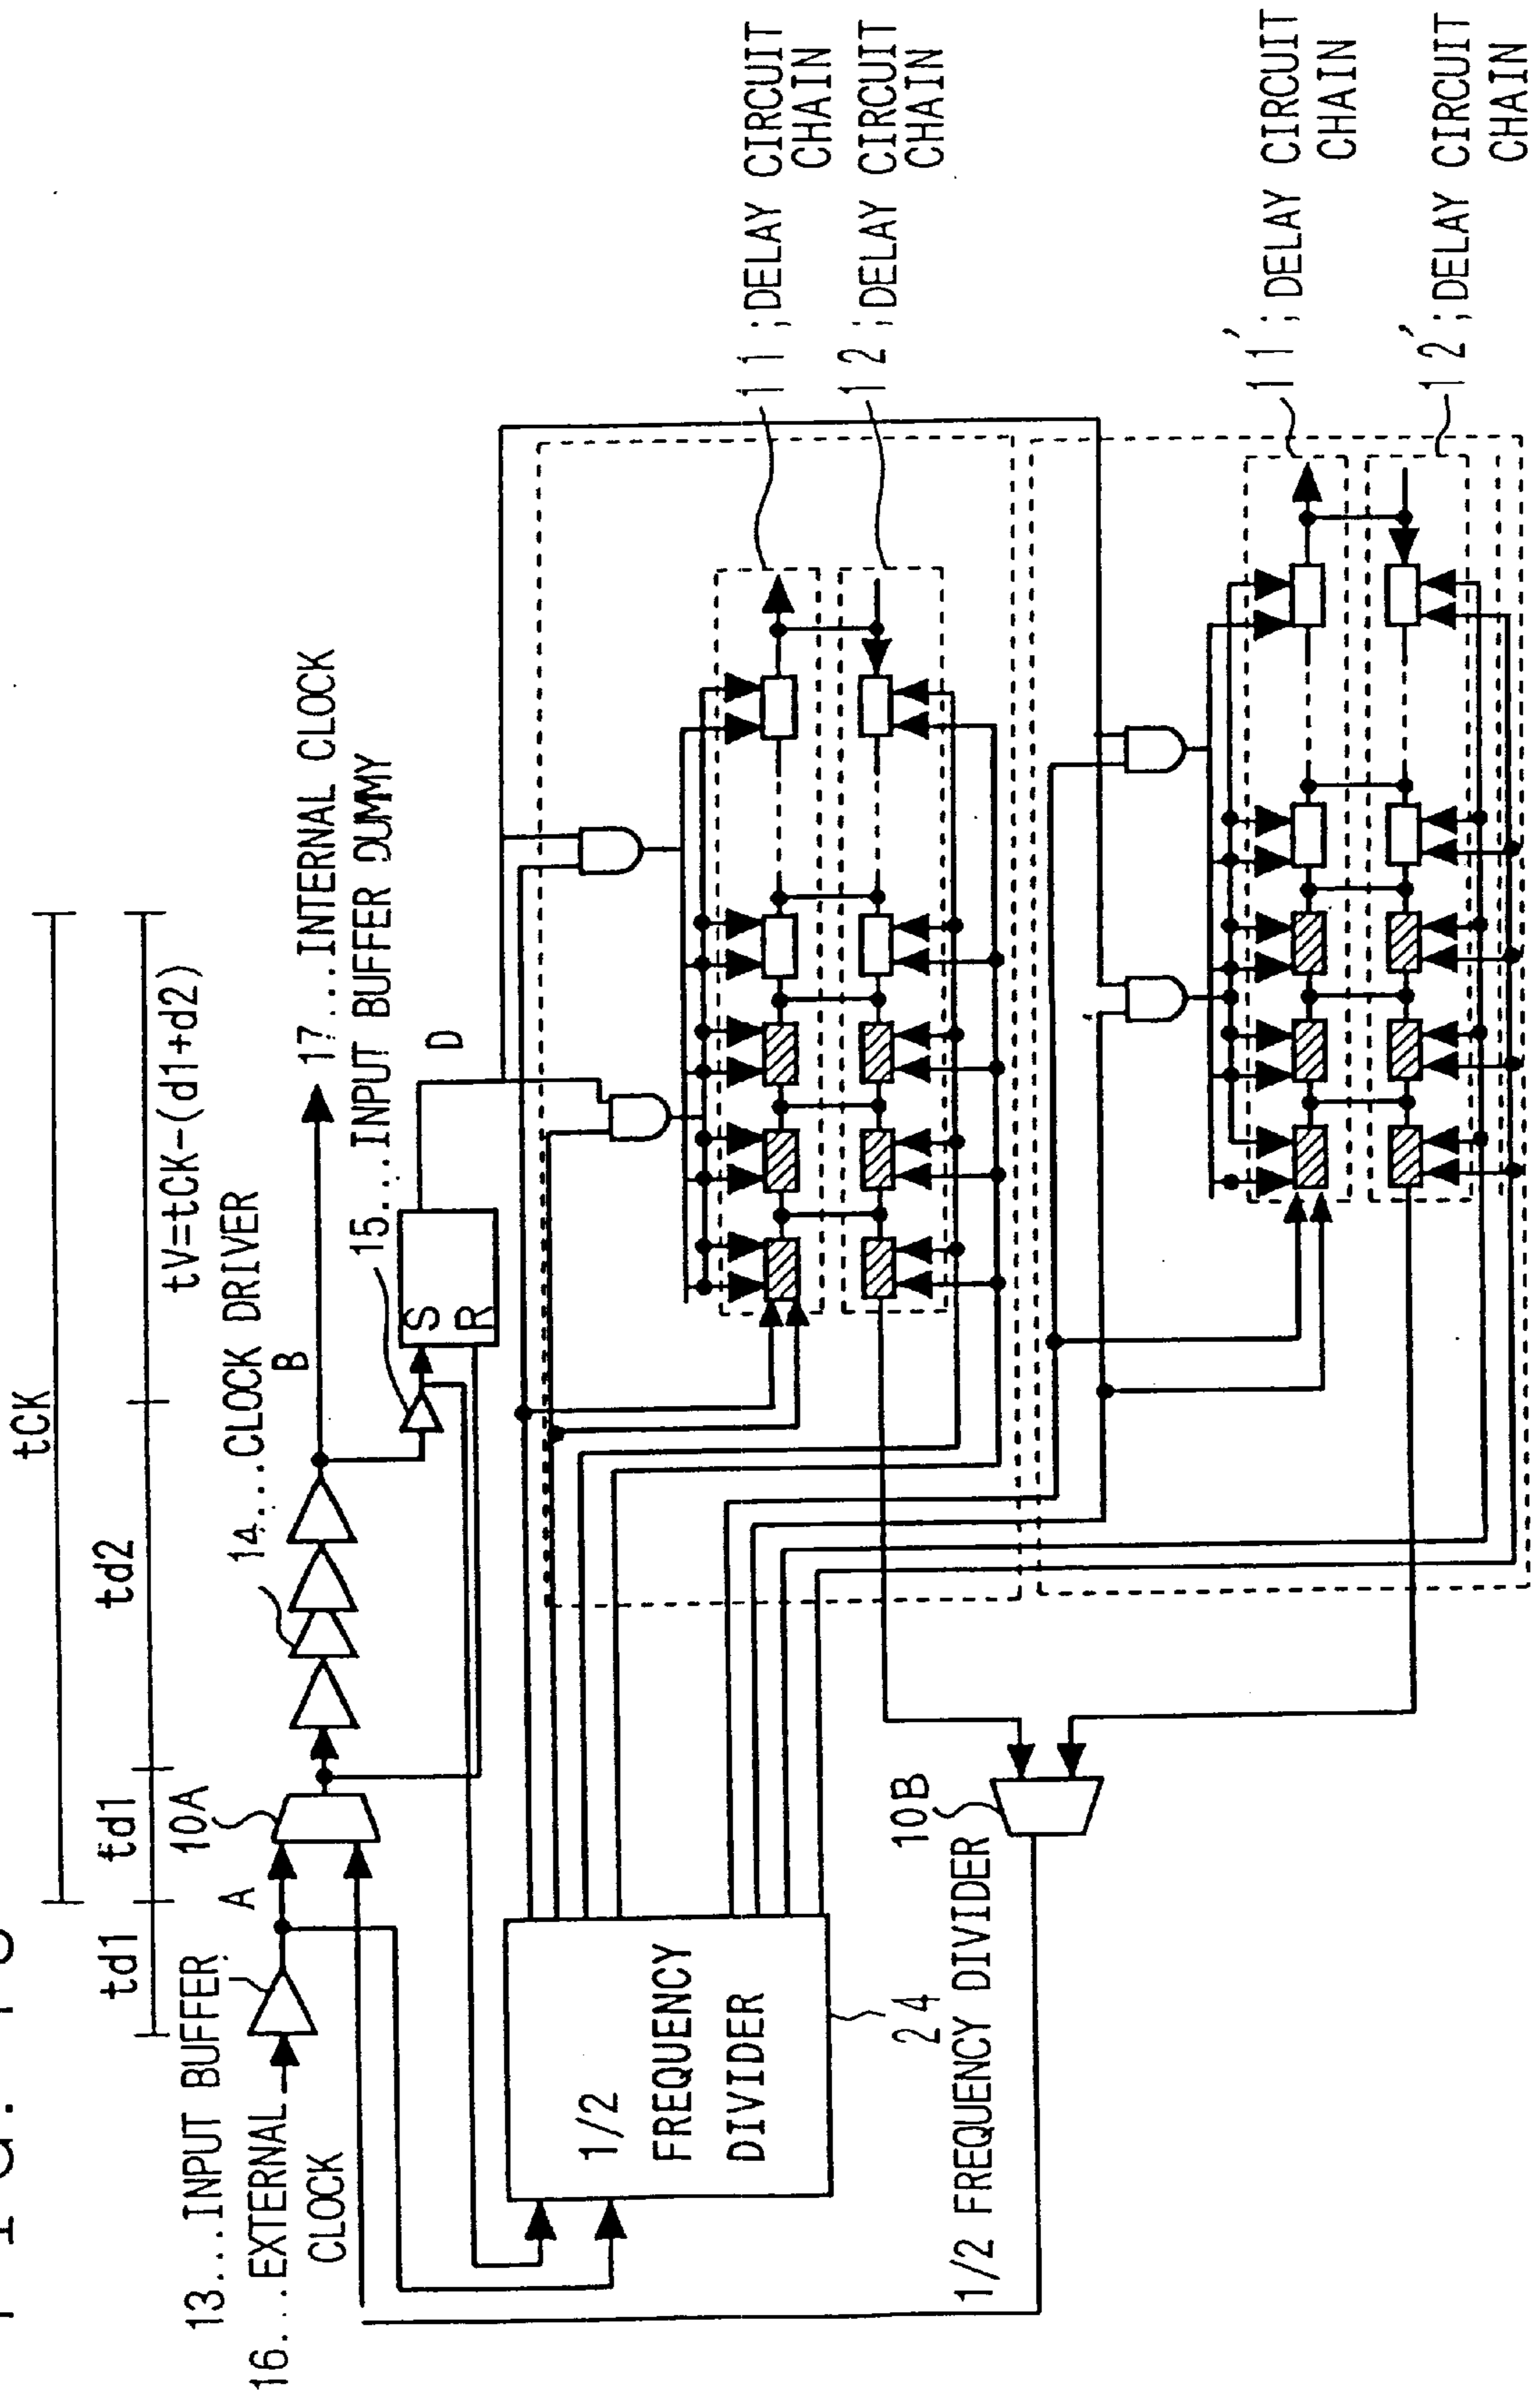 tCK
td1
td1
td2
tV=tCK-(d1+d2)
13...INPUT BUFFER
16...EXTERNAL
CLOCK
A
10A
14...CLOCK DRIVER
B
17...INTERNAL CLOCK
15...INPUT BUFFER DUMMY
S
R
D
1/2
FREQUENCY
DIVIDER
24
1/2 FREQUENCY DIVIDER
10B
11;DELAY CIRCUIT
CHAIN
12;DELAY CIRCUIT
CHAIN
11';DELAY CIRCUIT
CHAIN
12';DELAY CIRCUIT
CHAIN